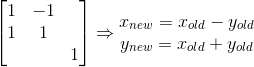 1 -1
1 1
1
⇒
x_new = x_old − y_old
y_new = x_old + y_old